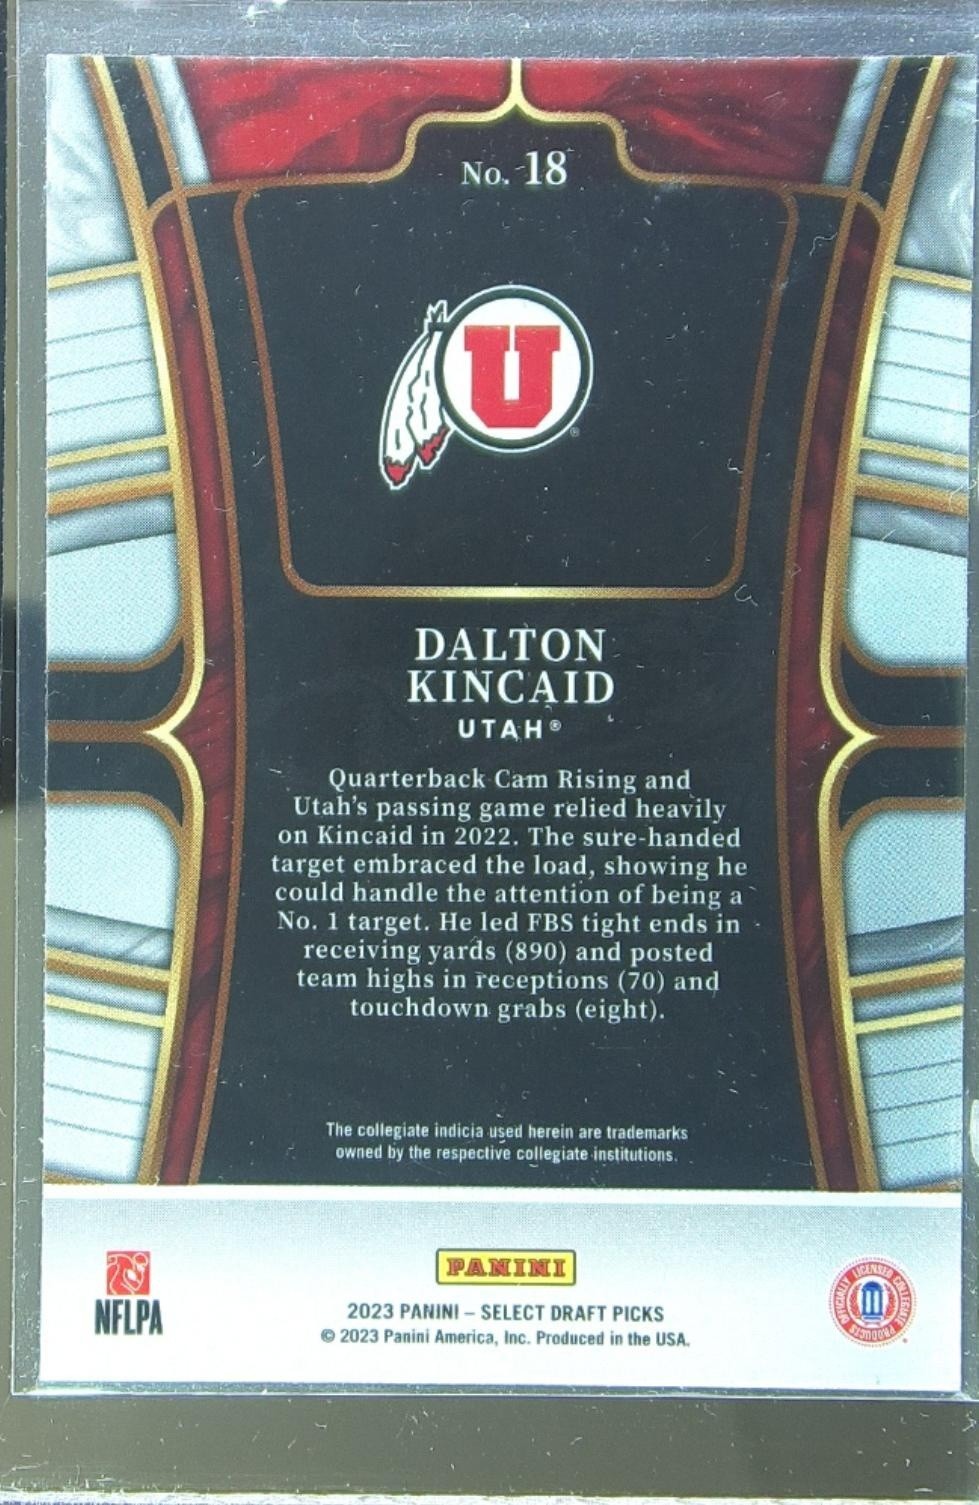 No. 18
U
®
DALTON
KINCAID
UTAH®
Quarterback Cam Rising and
Utah's passing game relied heavily
on Kincaid in 2022. The sure-handed
target embraced the load, showing he
could handle the attention of being a
No. 1 target. He led FBS tight ends in
receiving yards (890) and posted
team highs in receptions (70) and
touchdown grabs (eight).
The collegiate indicia used herein are trademarks
owned by the respective collegiate institutions.
NFLPA
PANINI
2023 PANINI – SELECT DRAFT PICKS
© 2023 Panini America, Inc. Produced in the USA.
OFFICIALLY LICENSED COLLEGIATE PRODUCTS